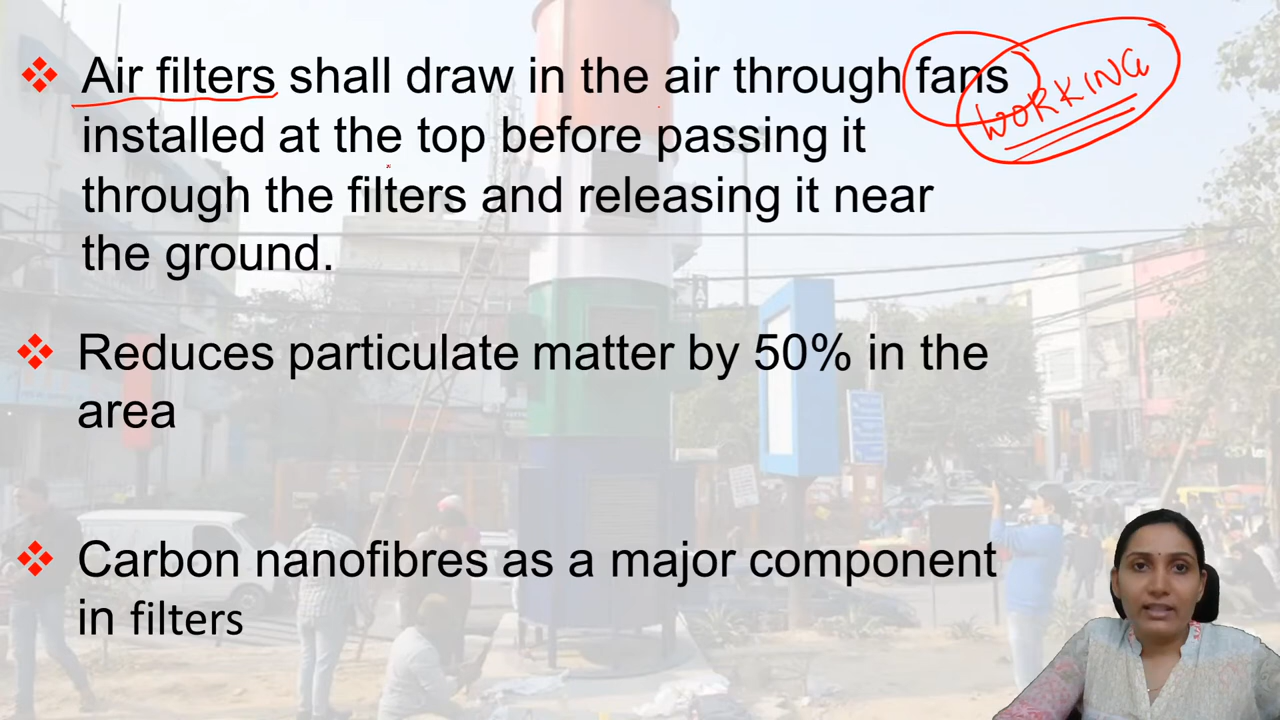 Air filters shall draw in the air through fans
WORKING
installed at the top before passing it
through the filters and releasing it near
the ground.
Reduces particulate matter by 50% in the
area
Carbon nanofibres as a major component
in filters